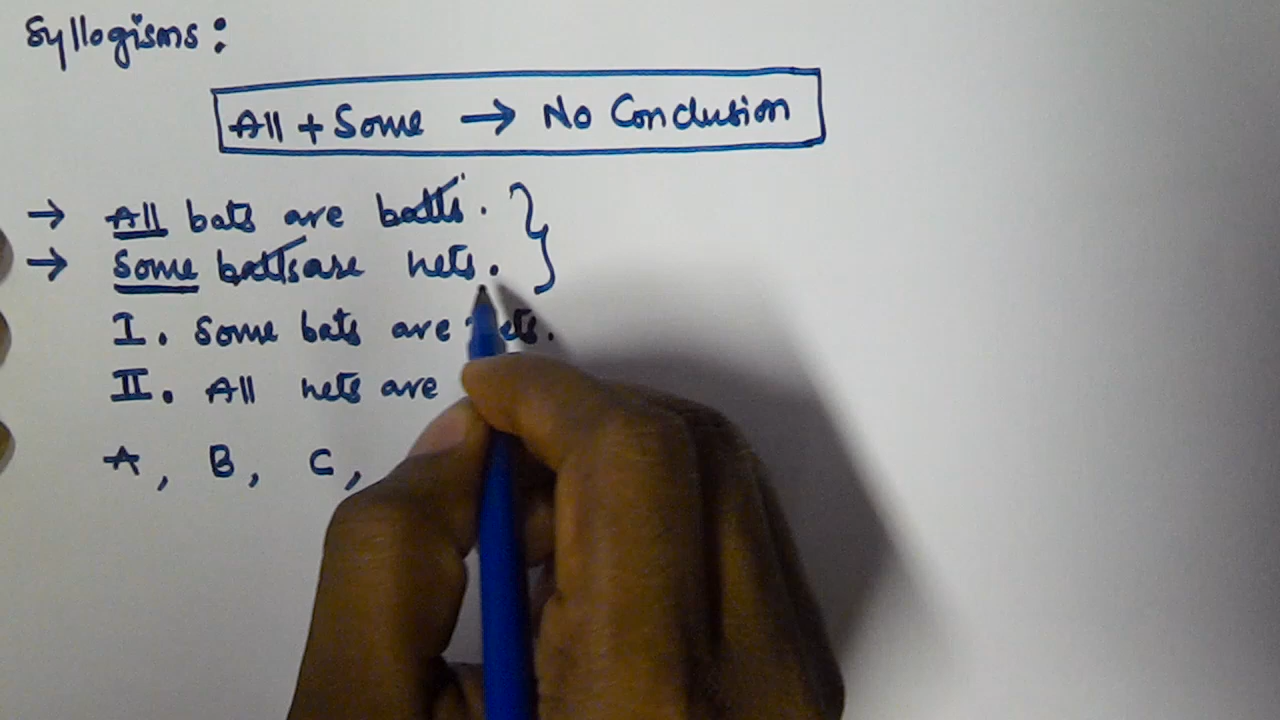 Syllogisms:
All + Some → No Conclusion
→ All bats are balls.
→ Some balls are nets.
I. Some bats are nets.
II. All nets are
A, B, C,